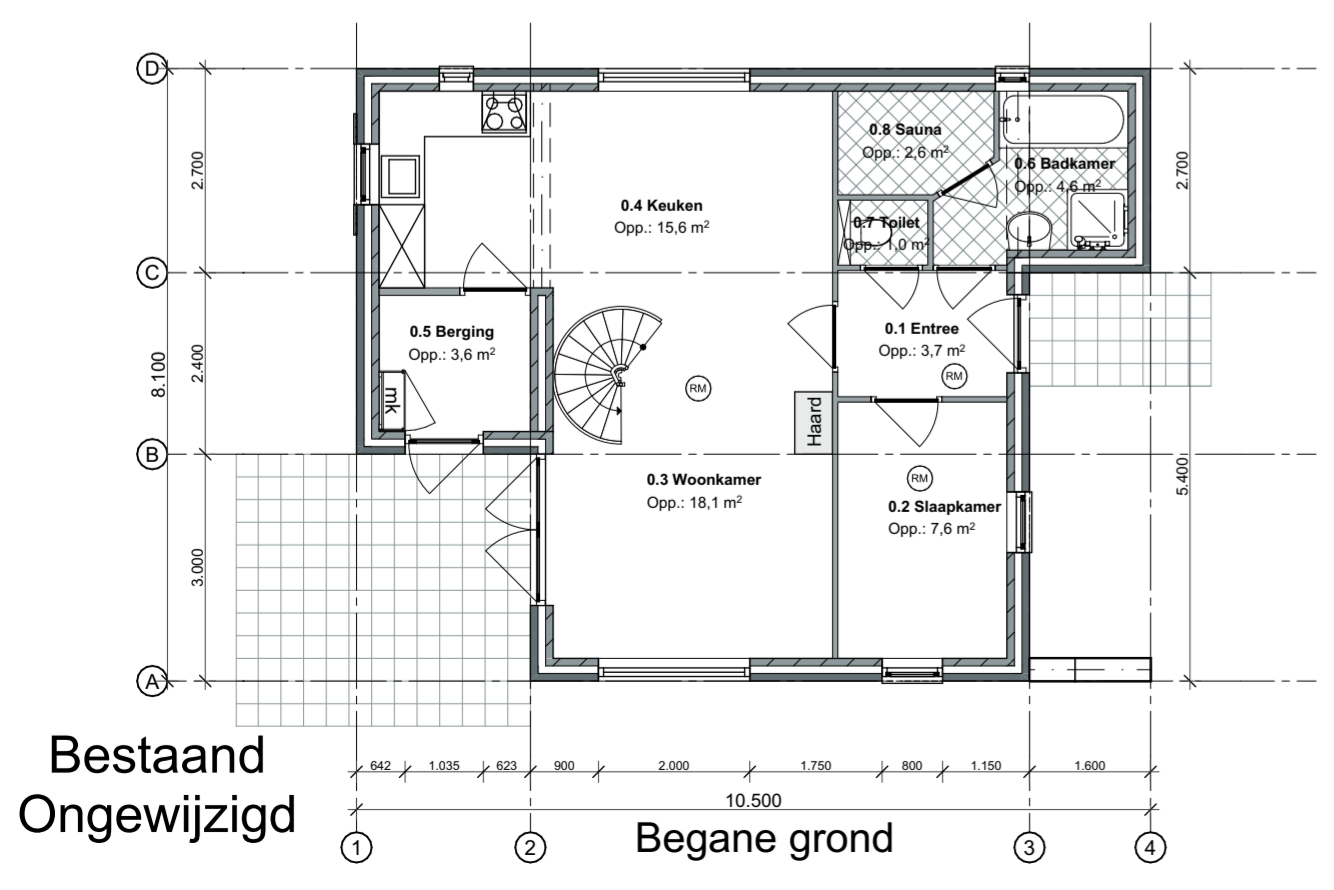 D
0.8 Sauna
Opp.: 2,6 m²
0.6 Badkamer
Opp.: 4,6 m²
2.700
2.700
0.4 Keuken
Opp.: 15,6 m²
0.7 Toilet
Opp.: 1,0 m²
C
0.5 Berging
Opp.: 3,6 m²
0.1 Entree
Opp.: 3,7 m²
8.100
2.400
RM
RM
mk
Haard
B
0.3 Woonkamer
Opp.: 18,1 m²
RM
0.2 Slaapkamer
Opp.: 7,6 m²
5.400
3.000
A
Bestaand
Ongewijzigd
642
1.035
623
900
2.000
1.750
800
1.150
1.600
10.500
Begane grond
1
2
3
4